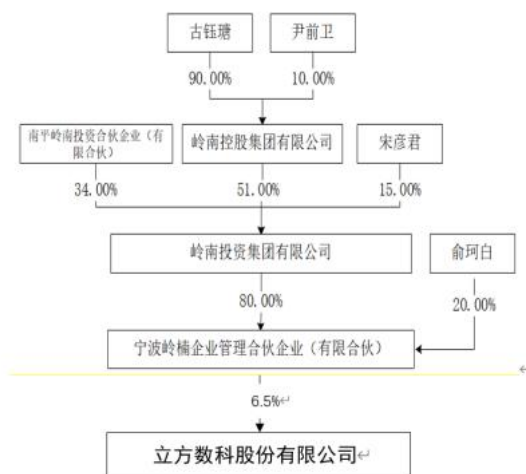 古钰瑭
尹前卫
90.00%
10.00%
南平岭南投资合伙企业（有
限合伙）
岭南控股集团有限公司
宋彦君
34.00%
51.00%
15.00%
岭南投资集团有限公司
俞珂白
80.00%
20.00%
宁波岭楠企业管理合伙企业（有限合伙）
6.5%
立方数科股份有限公司